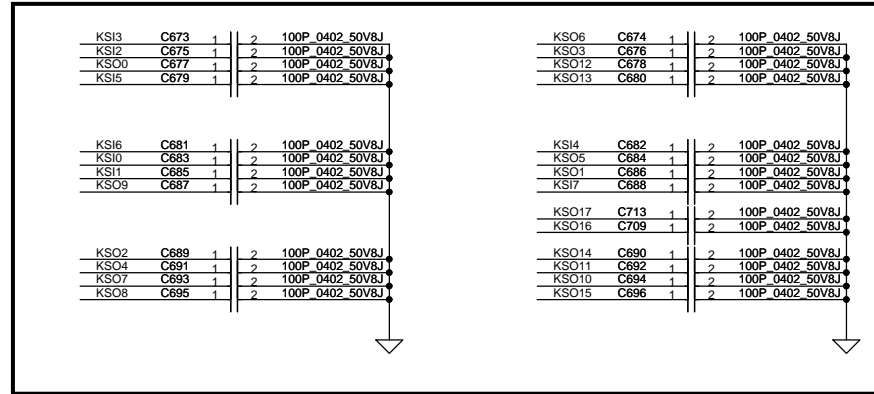 KSI3 C673 1 2 100P_0402_50V8J
KSI2 C675 1 2 100P_0402_50V8J
KSO0 C677 1 2 100P_0402_50V8J
KSI5 C679 1 2 100P_0402_50V8J
KSI6 C681 1 2 100P_0402_50V8J
KSI0 C683 1 2 100P_0402_50V8J
KSI1 C685 1 2 100P_0402_50V8J
KSO9 C687 1 2 100P_0402_50V8J
KSO2 C689 1 2 100P_0402_50V8J
KSO4 C691 1 2 100P_0402_50V8J
KSO7 C693 1 2 100P_0402_50V8J
KSO8 C695 1 2 100P_0402_50V8J
KSO6 C674 1 2 100P_0402_50V8J
KSO3 C676 1 2 100P_0402_50V8J
KSO12 C678 1 2 100P_0402_50V8J
KSO13 C680 1 2 100P_0402_50V8J
KSI4 C682 1 2 100P_0402_50V8J
KSO5 C684 1 2 100P_0402_50V8J
KSO1 C686 1 2 100P_0402_50V8J
KSI7 C688 1 2 100P_0402_50V8J
KSO17 C713 1 2 100P_0402_50V8J
KSO16 C709 1 2 100P_0402_50V8J
KSO14 C690 1 2 100P_0402_50V8J
KSO11 C692 1 2 100P_0402_50V8J
KSO10 C694 1 2 100P_0402_50V8J
KSO15 C696 1 2 100P_0402_50V8J